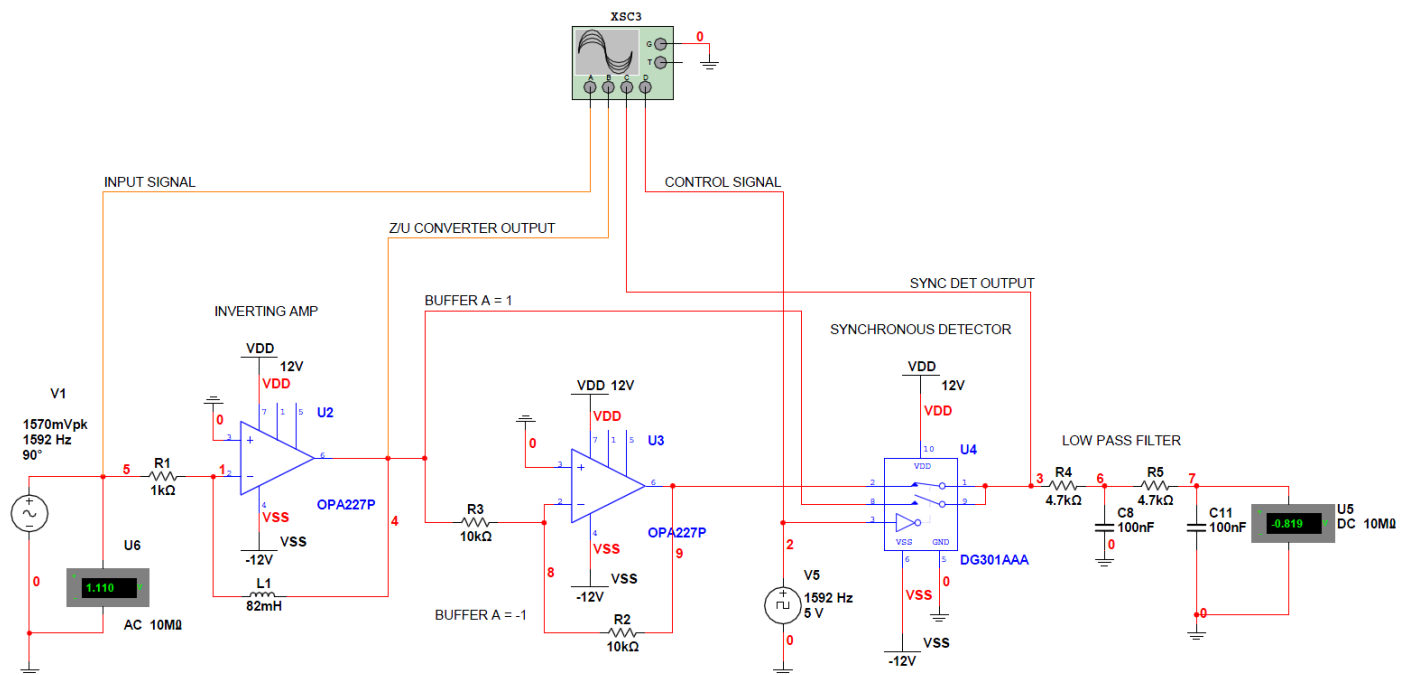 XSC3
G
T
A B C D
0
INPUT SIGNAL
CONTROL SIGNAL
Z/U CONVERTER OUTPUT
SYNC DET OUTPUT
BUFFER A = 1
INVERTING AMP
SYNCHRONOUS DETECTOR
VDD
12V
VDD
U2
0
3
2
7 1 5
6
4
OPA227P
VSS
VSS
-12V
V1
1570mVpk
1592 Hz
90°
5
R1
1kΩ
1
0
U6
1.110
V
AC 10MΩ
L1
82mH
4
VDD 12V
VDD
U3
0
3
2
7 1 5
6
4
OPA227P
VSS
VSS
-12V
R3
10kΩ
8
9
R2
10kΩ
BUFFER A = -1
VDD
12V
VDD
U4
10
VDD
2
8
3
1
9
VSS GND
6
5
DG301AAA
VSS
0
VSS
-12V
2
V5
1592 Hz
5 V
0
LOW PASS FILTER
3
R4
4.7kΩ
6
R5
4.7kΩ
7
C8
100nF
0
C11
100nF
0
U5
DC 10MΩ
-0.819
V